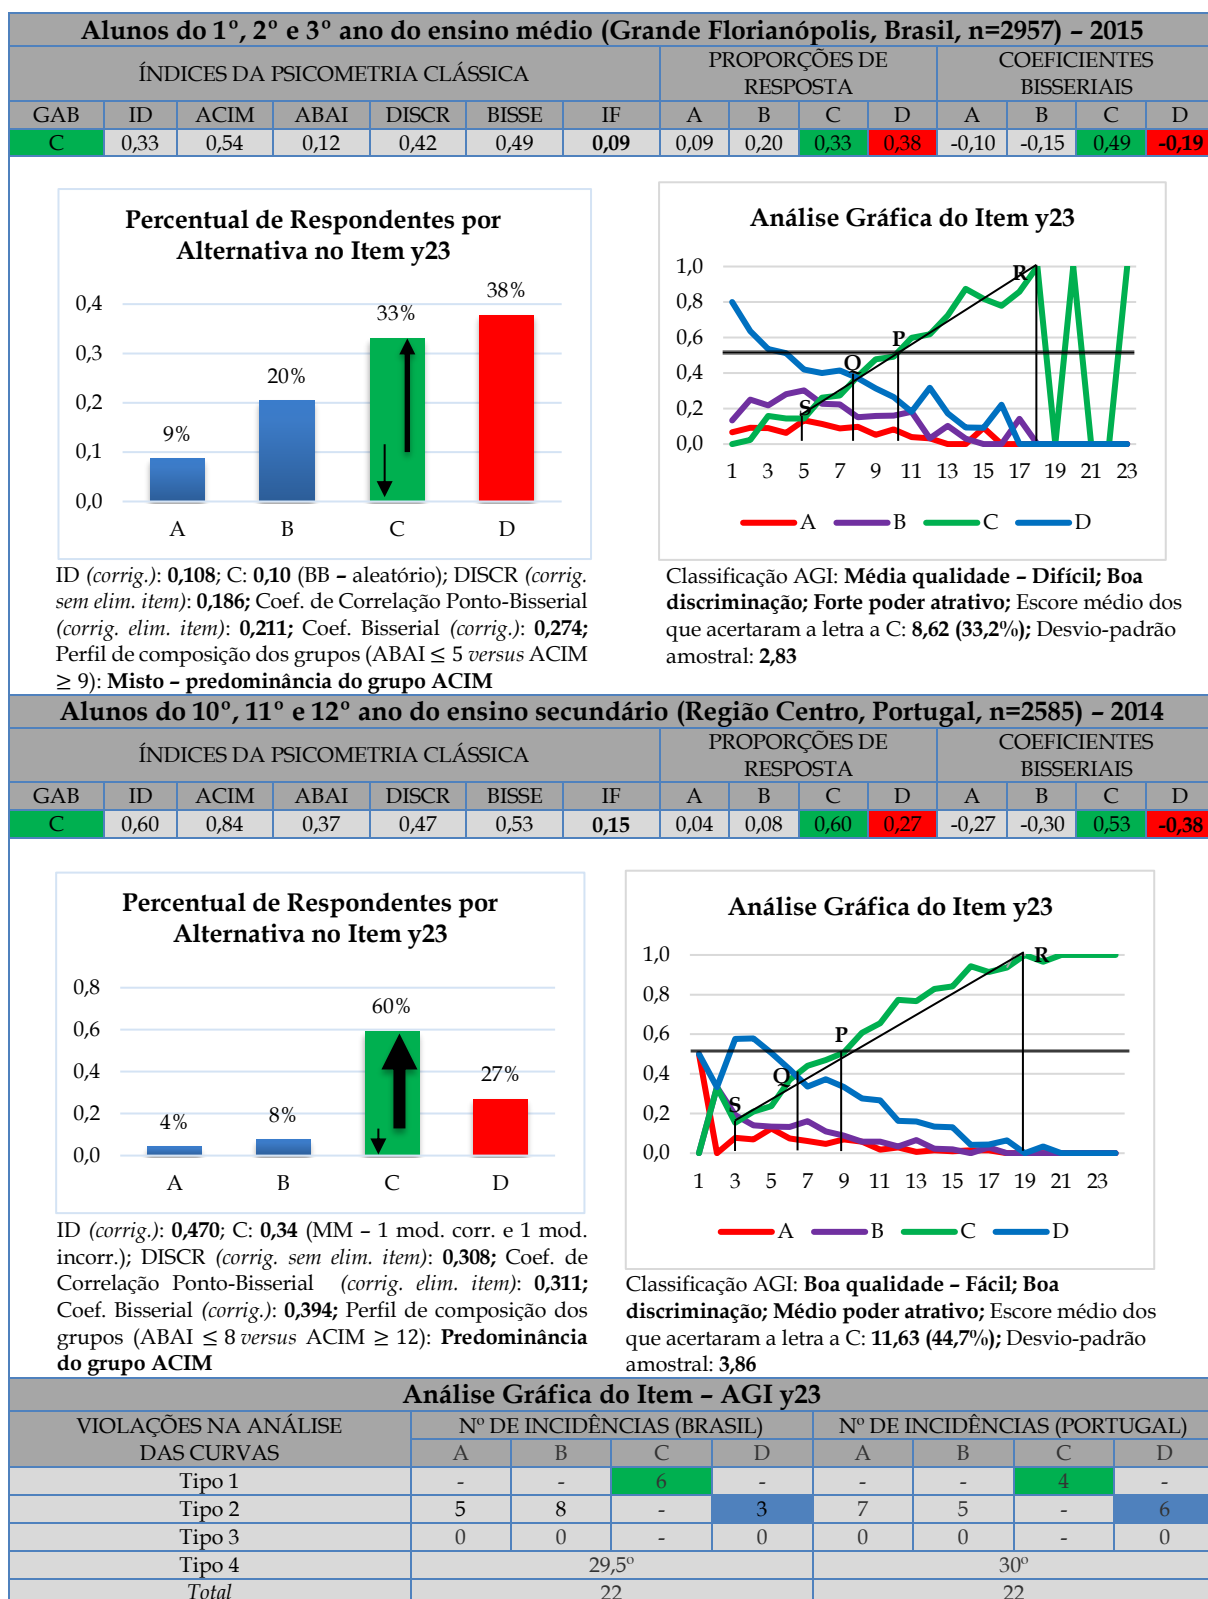 Alunos do 1º, 2º e 3º ano do ensino médio (Grande Florianópolis, Brasil, n=2957) – 2015
ÍNDICES DA PSICOMETRIA CLÁSSICA
PROPORÇÕES DE RESPOSTA
COEFICIENTES BISSERIAIS
GAB ID ACIM ABAI DISCR BISSE IF A B C D A B C D
C 0,33 0,54 0,12 0,42 0,49 0,09 0,09 0,20 0,33 0,38 -0,10 -0,15 0,49 -0,19
Percentual de Respondentes por
Alternativa no Item y23
0,4
0,3
0,2
0,1
0,0
9%
20%
33%
38%
A B C D
Análise Gráfica do Item y23
1,0
0,8
0,6
0,4
0,2
0,0
S
Q
P
R
1 3 5 7 9 11 13 15 17 19 21 23
A B C D
ID (corrig.): 0,108; C: 0,10 (BB – aleatório); DISCR (corrig.
sem elim. item): 0,186; Coef. de Correlação Ponto-Bisserial
(corrig. elim. item): 0,211; Coef. Bisserial (corrig.): 0,274;
Perfil de composição dos grupos (ABAI ≤ 5 versus ACIM
≥ 9): Misto – predominância do grupo ACIM
Classificação AGI: Média qualidade – Difícil; Boa
discriminação; Forte poder atrativo; Escore médio dos
que acertaram a letra a C: 8,62 (33,2%); Desvio-padrão
amostral: 2,83
Alunos do 10º, 11º e 12º ano do ensino secundário (Região Centro, Portugal, n=2585) – 2014
ÍNDICES DA PSICOMETRIA CLÁSSICA
PROPORÇÕES DE RESPOSTA
COEFICIENTES BISSERIAIS
GAB ID ACIM ABAI DISCR BISSE IF A B C D A B C D
C 0,60 0,84 0,37 0,47 0,53 0,15 0,04 0,08 0,60 0,27 -0,27 -0,30 0,53 -0,38
Percentual de Respondentes por
Alternativa no Item y23
0,8
0,6
0,4
0,2
0,0
4%
8%
60%
27%
A B C D
Análise Gráfica do Item y23
1,0
0,8
0,6
0,4
0,2
0,0
S
Q
P
R
1 3 5 7 9 11 13 15 17 19 21 23
A B C D
ID (corrig.): 0,470; C: 0,34 (MM – 1 mod. corr. e 1 mod.
incorr.); DISCR (corrig. sem elim. item): 0,308; Coef. de
Correlação Ponto-Bisserial (corrig. elim. item): 0,311;
Coef. Bisserial (corrig.): 0,394; Perfil de composição dos
grupos (ABAI ≤ 8 versus ACIM ≥ 12): Predominância
do grupo ACIM
Classificação AGI: Boa qualidade – Fácil; Boa
discriminação; Médio poder atrativo; Escore médio dos
que acertaram a letra a C: 11,63 (44,7%); Desvio-padrão
amostral: 3,86
Análise Gráfica do Item – AGI y23
VIOLAÇÕES NA ANÁLISE DAS CURVAS
Nº DE INCIDÊNCIAS (BRASIL)
Nº DE INCIDÊNCIAS (PORTUGAL)
A B C D A B C D
Tipo 1 - - 6 - - - 4 -
Tipo 2 5 8 - 3 7 5 - 6
Tipo 3 0 0 - 0 0 0 - 0
Tipo 4 29,5º 30º
Total 22 22